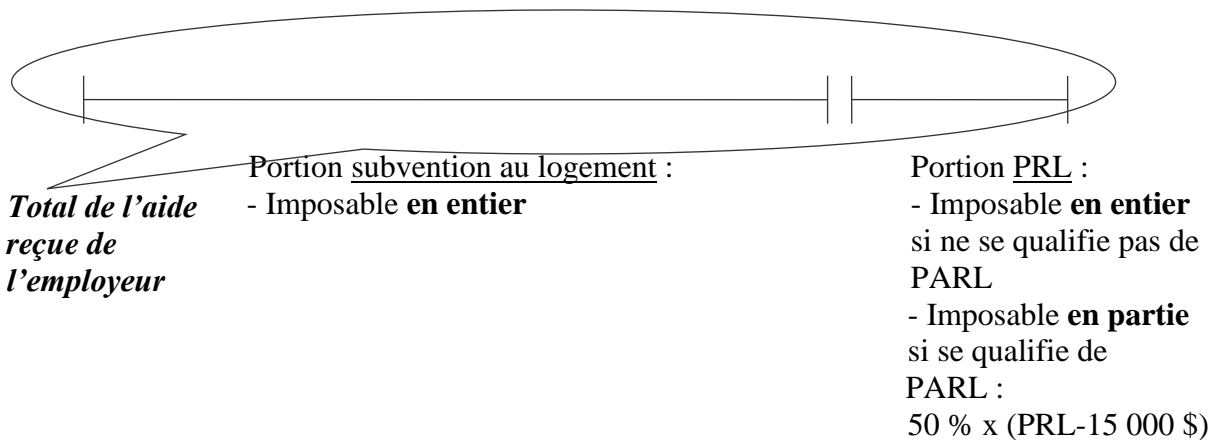 Total de l’aide
reçue de
l’employeur
Portion subvention au logement :
- Imposable en entier
Portion PRL :
- Imposable en entier
si ne se qualifie pas de
PARL
- Imposable en partie
si se qualifie de
PARL :
50 % x (PRL-15 000 $)